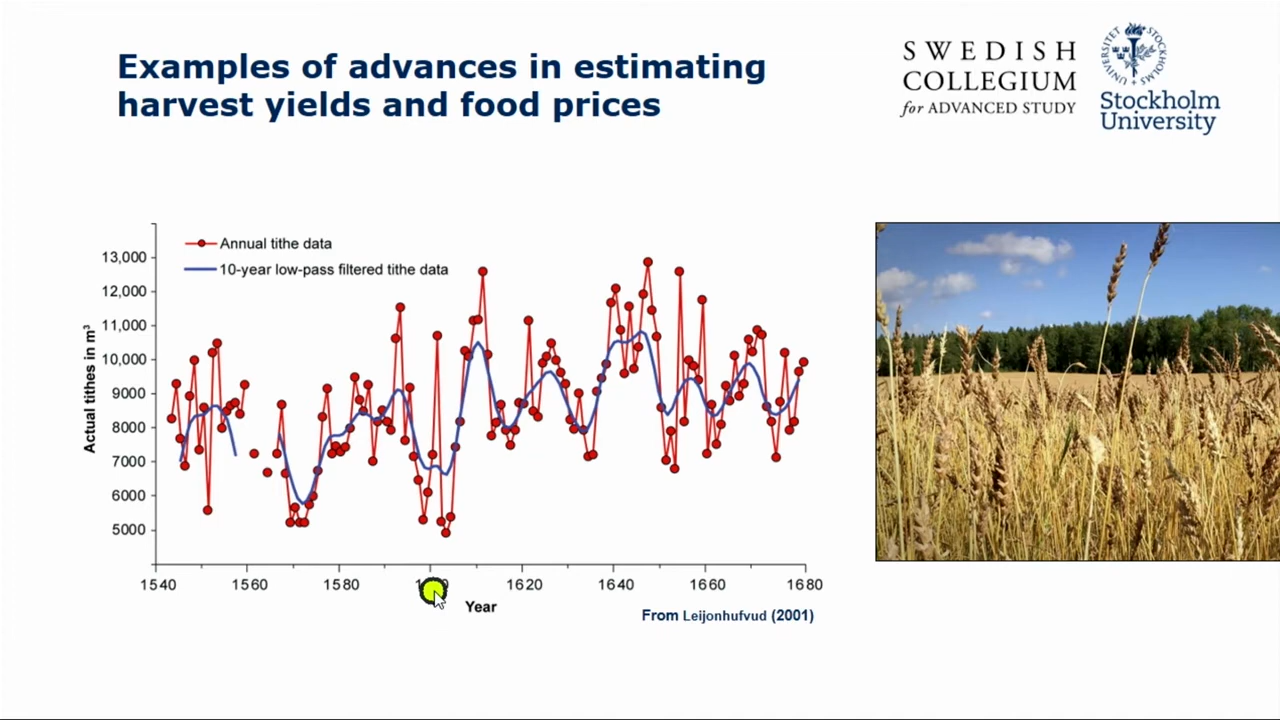 Examples of advances in estimating
harvest yields and food prices
SWEDISH
COLLEGIUM
for ADVANCED STUDY
STOCKHOLMS UNIVERSITET
Stockholm
University
Annual tithe data
10-year low-pass filtered tithe data
Actual tithes in m³
13,000
12,000
11,000
10,000
9000
8000
7000
6000
5000
1540 1560 1580 1620 1640 1660 1680
Year
From Leijonhufvud (2001)